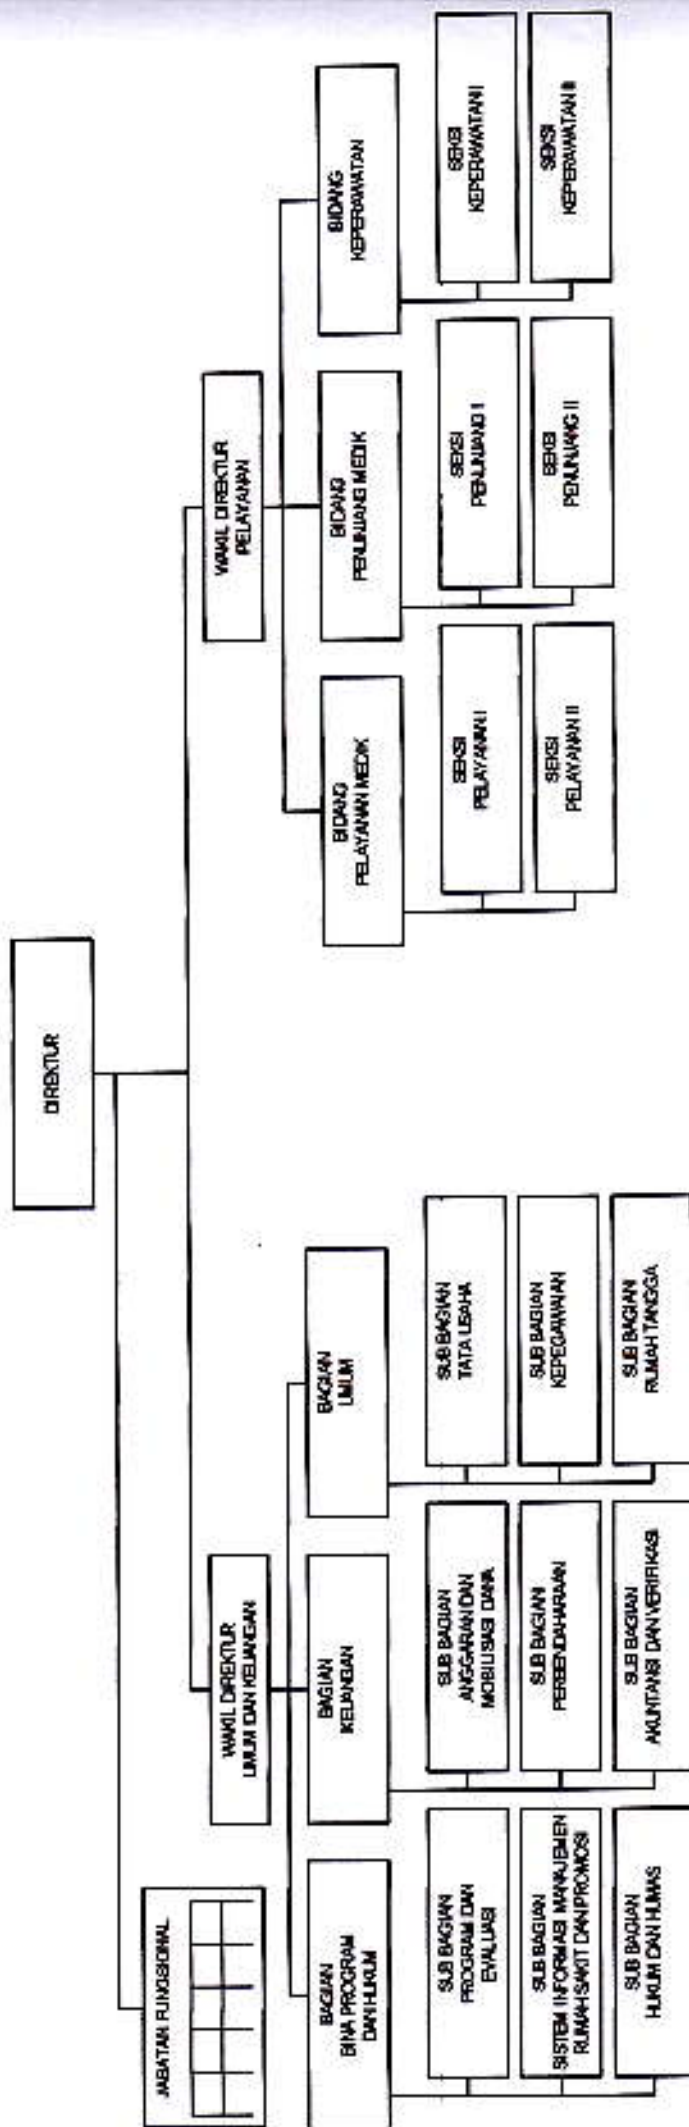 DIREKTUR
JABATAN FUNGSIONAL
WAKIL DIREKTUR
UMUM DAN KEUANGAN
WAKIL DIREKTUR
PELAYANAN
BAGIAN
BINA PROGRAM
DAN HUKUM
BAGIAN
KEUANGAN
BAGIAN
UMUM
BIDANG
PELAYANAN MEDIK
BIDANG
PENUNJANG MEDIK
BIDANG
KEPERAWATAN
SUB BAGIAN
PROGRAM DAN
EVALUASI
SUB BAGIAN
ANGGARAN DAN
MOBILISASI DANA
SUB BAGIAN
TATA USAHA
SEKSI
PELAYANAN I
SEKSI
PENUNJANG I
SEKSI
KEPERAWATAN I
SUB BAGIAN
SISTEM INFORMASI MANAJEMEN
RUMAH SAKIT DAN PROMOSI
SUB BAGIAN
PERBENDAHARAAN
SUB BAGIAN
KEPEGAWAIAN
SEKSI
PELAYANAN II
SEKSI
PENUNJANG II
SEKSI
KEPERAWATAN II
SUB BAGIAN
HUKUM DAN HUMAS
SUB BAGIAN
AKUNTANSI DAN VERIFIKASI
SUB BAGIAN
RUMAH TANGGA